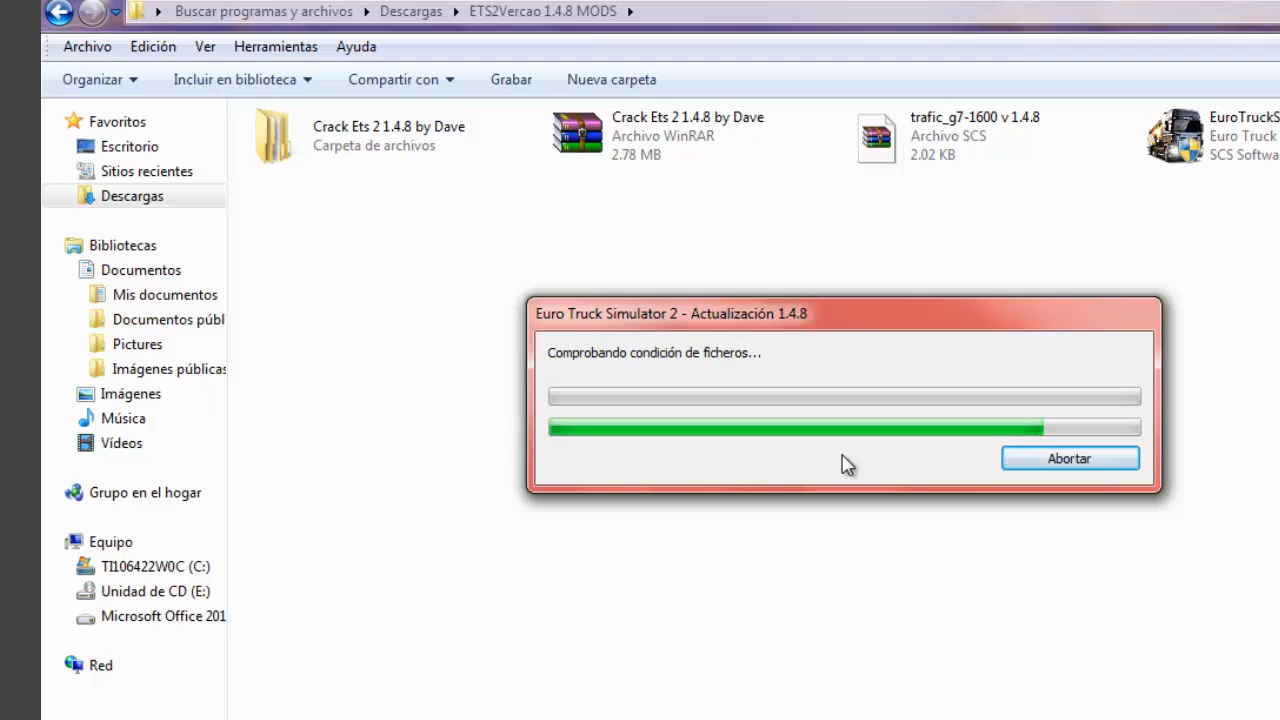 Buscar programas y archivos Descargas ETS2Vercao 1.4.8 MODS
Archivo Edición Ver Herramientas Ayuda
Organizar Incluir en biblioteca Compartir con Grabar Nueva carpeta
Favoritos
Escritorio
Sitios recientes
Descargas
Bibliotecas
Documentos
Mis documentos
Documentos públ
Pictures
Imágenes públicas
Imágenes
Música
Vídeos
Grupo en el hogar
Equipo
TI106422W0C (C:)
Unidad de CD (E:)
Microsoft Office 201
Red
Crack Ets 2 1.4.8 by Dave
Carpeta de archivos
Crack Ets 2 1.4.8 by Dave
Archivo WinRAR
2.78 MB
trafic_g7-1600 v 1.4.8
Archivo SCS
2.02 KB
EuroTruckS
Euro Truck
SCS Softwa
Euro Truck Simulator 2 - Actualización 1.4.8
Comprobando condición de ficheros...
Abortar